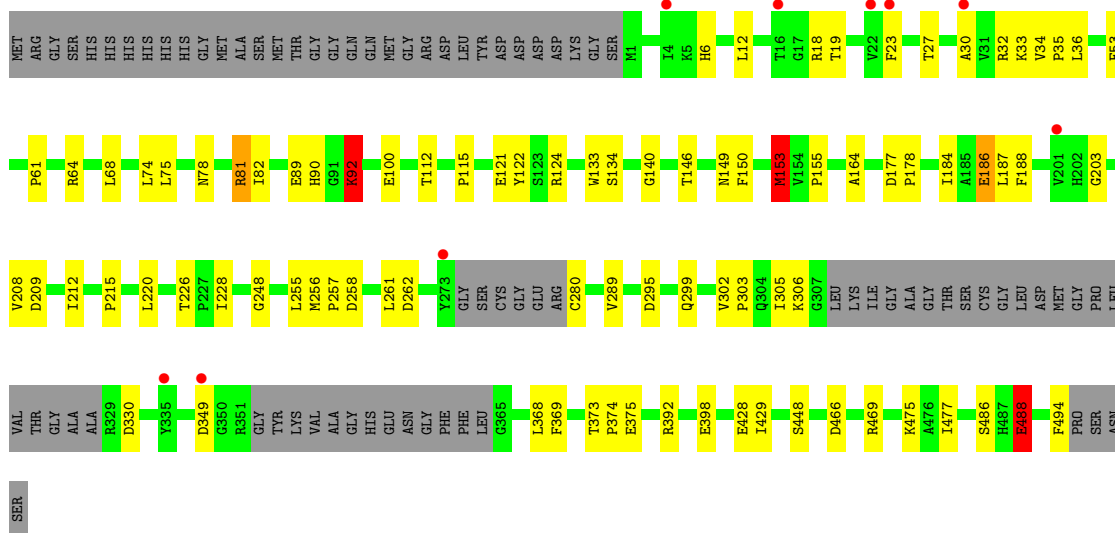 MET ARG GLY SER HIS HIS HIS HIS HIS HIS GLY MET ALA SER MET THR GLY GLY GLN GLN MET GLY ARG ASP LEU TYR ASP ASP ASP ASP LYS GLY SER M1 I4 K5 H6 L12 T16 G17 R18 T19 V22 F23 T27 A30 V31 R32 K33 V34 P35 L36
P61 R64 L68 L74 L75 N78 R81 I82 E89 H90 G91 K92 E100 T112 P115 E121 Y122 S123 R124 W133 S134 G140 T146 N149 F150 M153 V154 P155 A164 D177 P178 I184 A185 E186 L187 F188 V201 H202 G203
V208 D209 I212 P215 L220 T226 P227 I228 G248 L255 M256 P257 D258 L261 D262 Y273 GLY SER CYS GLY GLU ARG C280 V289 D295 Q299 V302 P303 Q304 I305 K306 G307 LEU LYS ILE GLY ALA GLY THR SER CYS GLY LEU ASP MET GLY PRO LEU
VAL THR GLY ALA ALA R329 D330 Y335 D349 G350 R351 GLY TYR LYS VAL ALA GLY HIS GLU ASN GLY PHE PHE LEU G365 L368 F369 T373 P374 E375 R392 E398 E428 I429 S448 D466 R469 K475 A476 I477 S486 H487 E488 F494 PRO SER ASN
SER